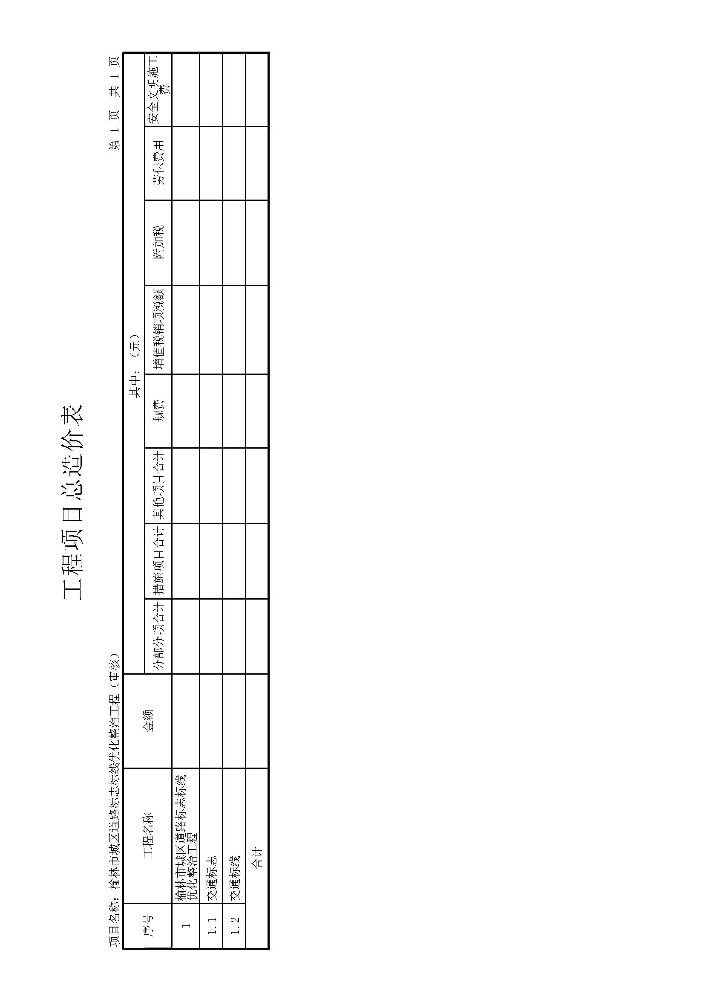 工程项目总造价表
项目名称：榆林市城区道路标志标线优化整治工程（审核）
第 1 页 共 1 页
序号
工程名称
金额
其中：（元）
分部分项合计
措施项目合计
其他项目合计
规费
增值税销项税额
附加税
劳保费用
安全文明施工
费
1
榆林市城区道路标志标线
优化整治工程
1.1
交通标志
1.2
交通标线
合计